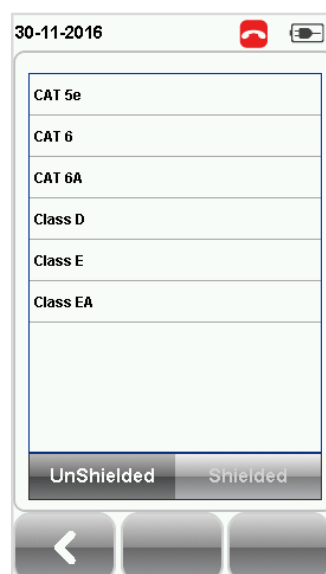 30-11-2016
CAT 5e
CAT 6
CAT 6A
Class D
Class E
Class EA
UnShielded Shielded